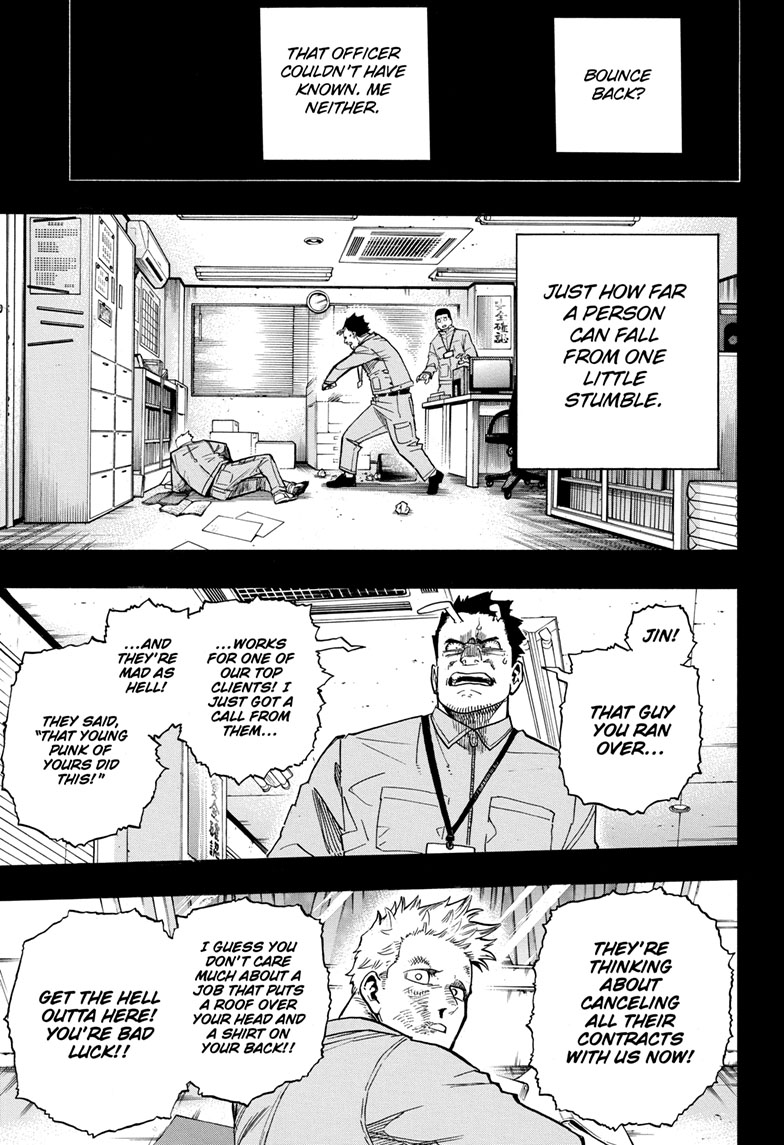 BOUNCE
BACK?
THAT OFFICER
COULDN'T HAVE
KNOWN. ME
NEITHER.
JUST HOW FAR
A PERSON
CAN FALL
FROM ONE
LITTLE
STUMBLE.
JIN!
THAT GUY
YOU RAN
OVER...
...WORKS
FOR ONE OF
OUR TOP
CLIENTS! I
JUST GOT A
CALL FROM
THEM...
...AND
THEY'RE
MAD AS
HELL!
THEY SAID,
"THAT YOUNG
PUNK OF
YOURS DID
THIS!"
THEY'RE
THINKING
ABOUT
CANCELING
ALL THEIR
CONTRACTS
WITH US NOW!
I GUESS YOU
DON'T CARE
MUCH ABOUT A
JOB THAT PUTS
A ROOF OVER
YOUR HEAD AND
A SHIRT ON
YOUR BACK!!
GET THE HELL
OUTTA HERE!
YOU'RE BAD
LUCK!!